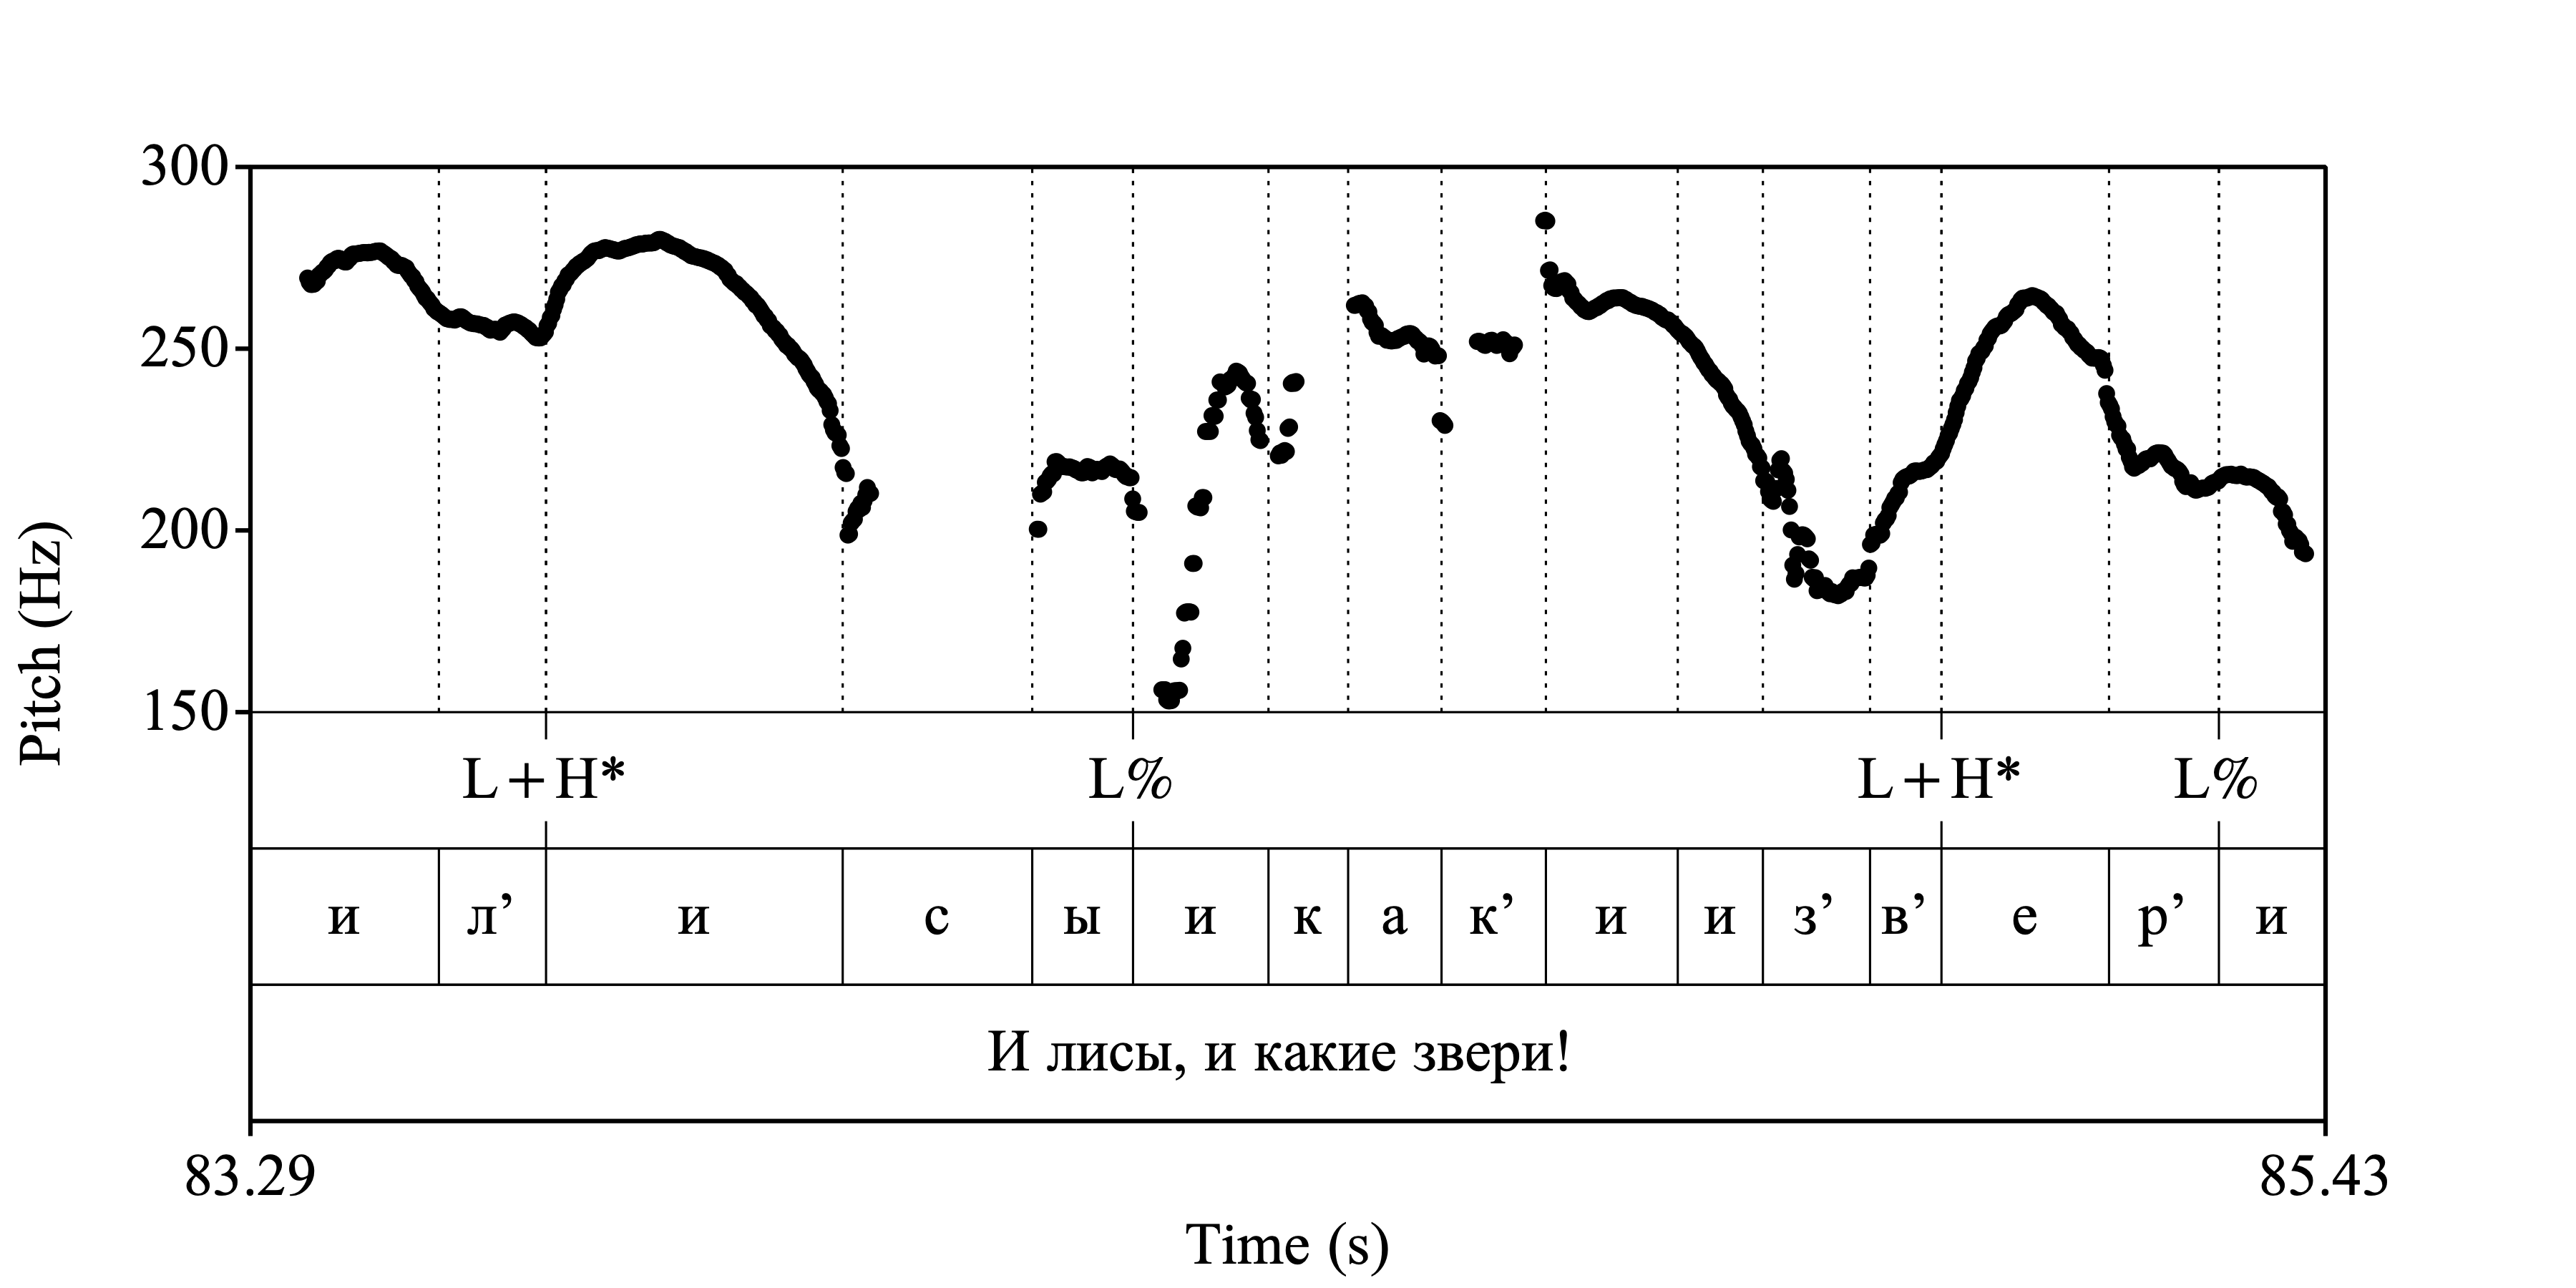 300
250
200
150
Pitch (Hz)
L+H* L% L+H* L%
и л’ и с ы и к а к’ и и з’ в’ е р’ и
И лисы, и какие звери!
83.29 85.43
Time (s)